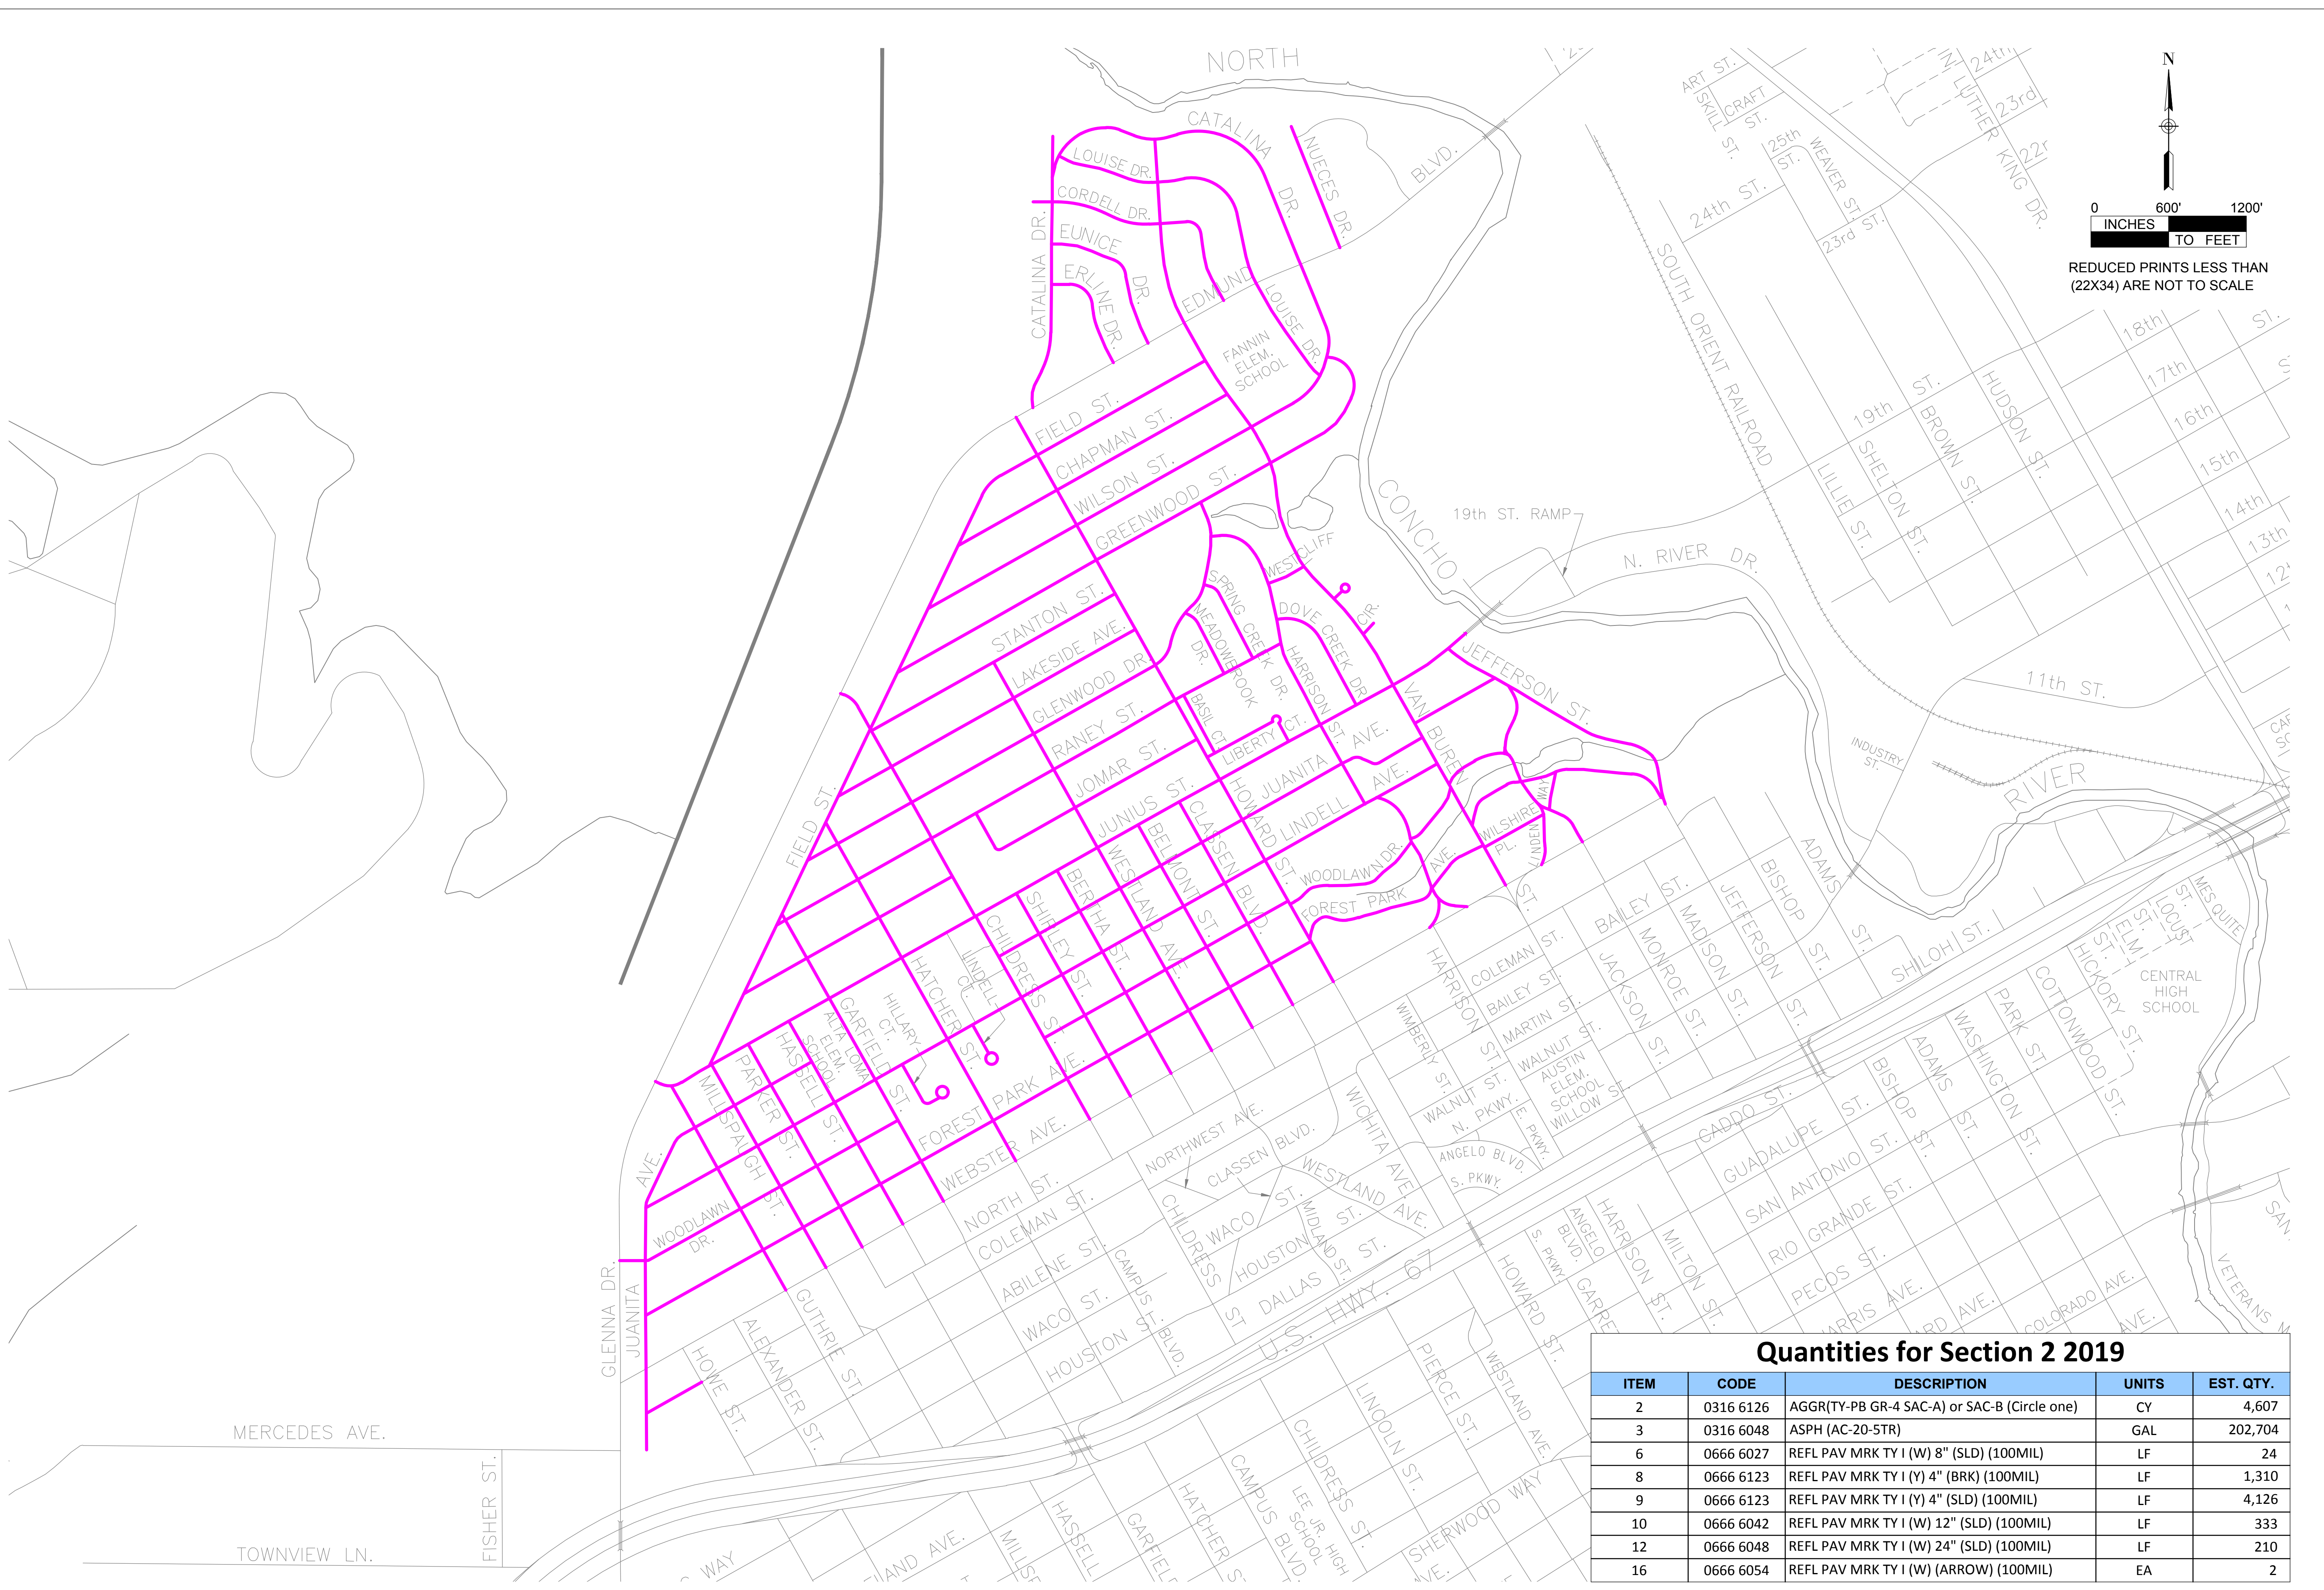 NORTH
CATALINA DR.
NUECES DR.
LOUISE DR.
CORDELL DR.
EUNICE DR.
ERLINE DR.
CATALINA DR.
EDMUND
BLVD.
LOUISE DR.
FANNIN
ELEM.
SCHOOL
FIELD ST.
CHAPMAN ST.
WILSON ST.
GREENWOOD ST.
STANTON ST.
LAKESIDE AVE.
GLENWOOD DR.
RANEY ST.
JOMAR ST.
JUNIUS ST.
SPRING CREEK DR.
MEADOWBROOK DR.
WESTCLIFF
DOVE CREEK DR.
CIR.
HARRISON ST.
BASIL CT.
LIBERTY CT.
JUANITA AVE.
LINDELL AVE.
VAN BUREN
ST.
JEFFERSON ST.
HOWARD ST.
CLASSEN BLVD.
BELMONT ST.
WESTLAND AVE.
BERTHA ST.
SHIRLEY ST.
CHILDRESS ST.
HATCHER ST.
LINDELL CT.
HILLARY CT.
GARFIELD ST.
ALTA LOMA
ELEM.
SCHOOL
HASSELL ST.
PARKER ST.
MILLSPAUGH ST.
FIELD ST.
WOODLAWN DR.
FOREST PARK AVE.
WILSHIRE PL.
LINDEN WAY
FOREST PARK AVE.
WEBSTER AVE.
WOODLAWN
DR.
AVE.
JUANITA
GLENNA DR.
MERCEDES AVE.
FISHER ST.
TOWNVIEW LN.
CONCHO
RIVER
19th ST. RAMP
N. RIVER DR.
SOUTH ORIENT RAILROAD
ART ST.
SKILL ST.
CRAFT
ST.
25th
ST.
WEAVER ST.
24th ST.
23rd ST.
24th
23rd
LUTHER KING DR.
19th ST.
18th
ST.
17th
16th
15th
14th
13th
LILLIE ST.
SHELTON ST.
BROWN ST.
HUDSON ST.
11th ST.
INDUSTRY
ST.
ADAMS ST.
BISHOP ST.
JEFFERSON ST.
MADISON ST.
MONROE ST.
JACKSON ST.
BAILEY ST.
COLEMAN ST.
BAILEY ST.
MARTIN ST.
WALNUT ST.
WALNUT ST.
HARRISON ST.
WIMBERLY ST.
AUSTIN
ELEM.
SCHOOL
WILLOW ST.
N. PKWY.
E. PKWY.
ANGELO BLVD.
S. PKWY.
WICHITA AVE.
SHILOH ST.
ELM ST.
LOCUST ST.
MESQUITE
HICKORY ST.
COTTONWOOD ST.
CENTRAL
HIGH
SCHOOL
PARK ST.
WASHINGTON ST.
ADAMS ST.
BISHOP ST.
CADDO ST.
GUADALUPE ST.
SAN ANTONIO ST.
RIO GRANDE ST.
PECOS ST.
COLORADO AVE.
AVE.
VETERANS
NORTH ST.
COLEMAN ST.
ABILENE ST.
WACO ST.
HOUSTON ST.
NORTHWEST AVE.
CLASSEN BLVD.
WACO ST.
HOUSTON ST.
DALLAS ST.
MIDLAND ST.
WESTLAND AVE.
CHILDRESS ST
CAMPUS BLVD.
U.S. HWY. 67
GUTHRIE ST
ALEXANDER ST.
HOWE ST.
S. PKWY.
ANGELO
BLVD.
HARRISON ST.
MILTON ST.
HOWARD ST.
PIERCE ST.
WESTLAND AVE.
LINCOLN ST.
CHILDRESS ST.
CAMPUS BLVD.
LEE JR. HIGH
SCHOOL
SHERWOOD WAY
HATCHER S
HASSELL
WAY
AVE.
N
0 600' 1200'
INCHES
TO FEET
REDUCED PRINTS LESS THAN
(22X34) ARE NOT TO SCALE
Quantities for Section 2 2019
ITEM CODE DESCRIPTION UNITS EST. QTY.
2 0316 6126 AGGR(TY-PB GR-4 SAC-A) or SAC-B (Circle one) CY 4,607
3 0316 6048 ASPH (AC-20-5TR) GAL 202,704
6 0666 6027 REFL PAV MRK TY I (W) 8" (SLD) (100MIL) LF 24
8 0666 6123 REFL PAV MRK TY I (Y) 4" (BRK) (100MIL) LF 1,310
9 0666 6123 REFL PAV MRK TY I (Y) 4" (SLD) (100MIL) LF 4,126
10 0666 6042 REFL PAV MRK TY I (W) 12" (SLD) (100MIL) LF 333
12 0666 6048 REFL PAV MRK TY I (W) 24" (SLD) (100MIL) LF 210
16 0666 6054 REFL PAV MRK TY I (W) (ARROW) (100MIL) EA 2